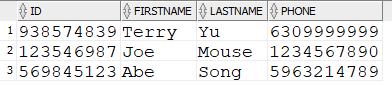 ID FIRSTNAME LASTNAME PHONE
1 938574839 Terry Yu 6309999999
2 123546987 Joe Mouse 1234567890
3 569845123 Abe Song 5963214789